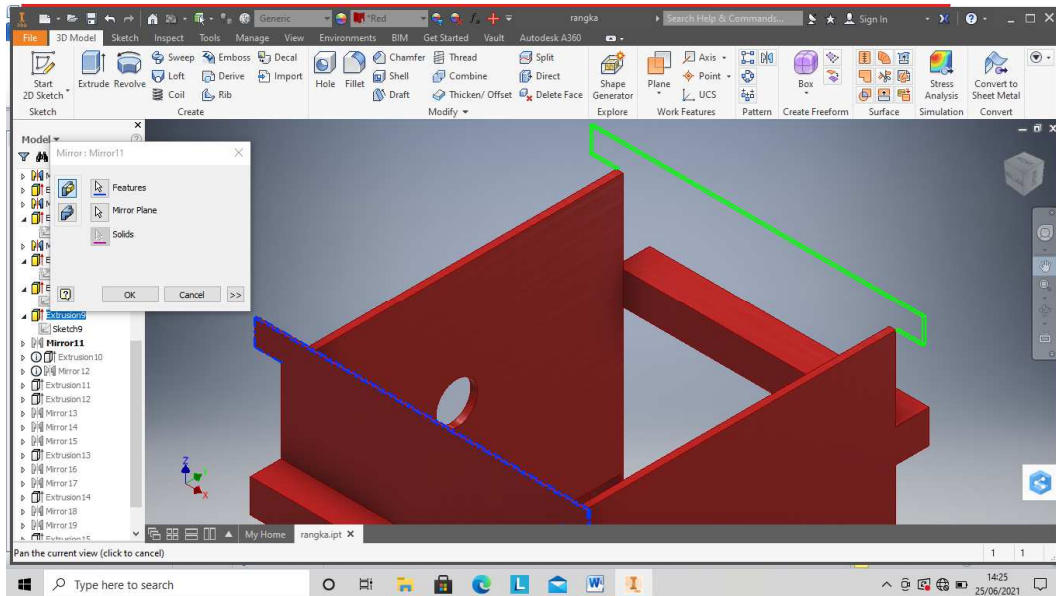 I PRO
Generic
*Red
rangka
Search Help & Commands...
Sign In
File 3D Model Sketch Inspect Tools Manage View Environments BIM Get Started Vault Autodesk A360
Start
2D Sketch
Extrude Revolve
Sweep Emboss Decal
Loft Derive Import
Coil Rib
Hole Fillet
Chamfer Thread Split
Shell Combine Direct
Draft Thicken/ Offset Delete Face
Shape
Generator
Plane
Axis
Point
UCS
Box
Stress
Analysis
Convert to
Sheet Metal
Sketch Create Modify Explore Work Features Pattern Create Freeform Surface Simulation Convert
Model
Mirror : Mirror11
Features
Mirror Plane
Solids
OK Cancel >>
Extrusion9
Sketch9
Mirror11
Extrusion10
Mirror12
Extrusion11
Extrusion12
Mirror13
Mirror14
Mirror15
Extrusion13
Mirror16
Mirror17
Extrusion14
Mirror18
Mirror19
Extrusion15
Z
X
My Home rangka.ipt
Pan the current view (click to cancel)
1 1
Type here to search
14:25
25/06/2021